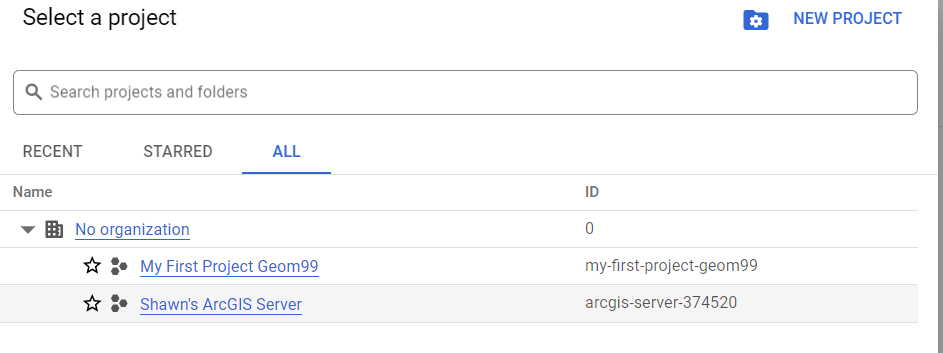 Select a project
NEW PROJECT
Search projects and folders
RECENT STARRED ALL
Name ID
No organization 0
My First Project Geom99 my-first-project-geom99
Shawn's ArcGIS Server arcgis-server-374520